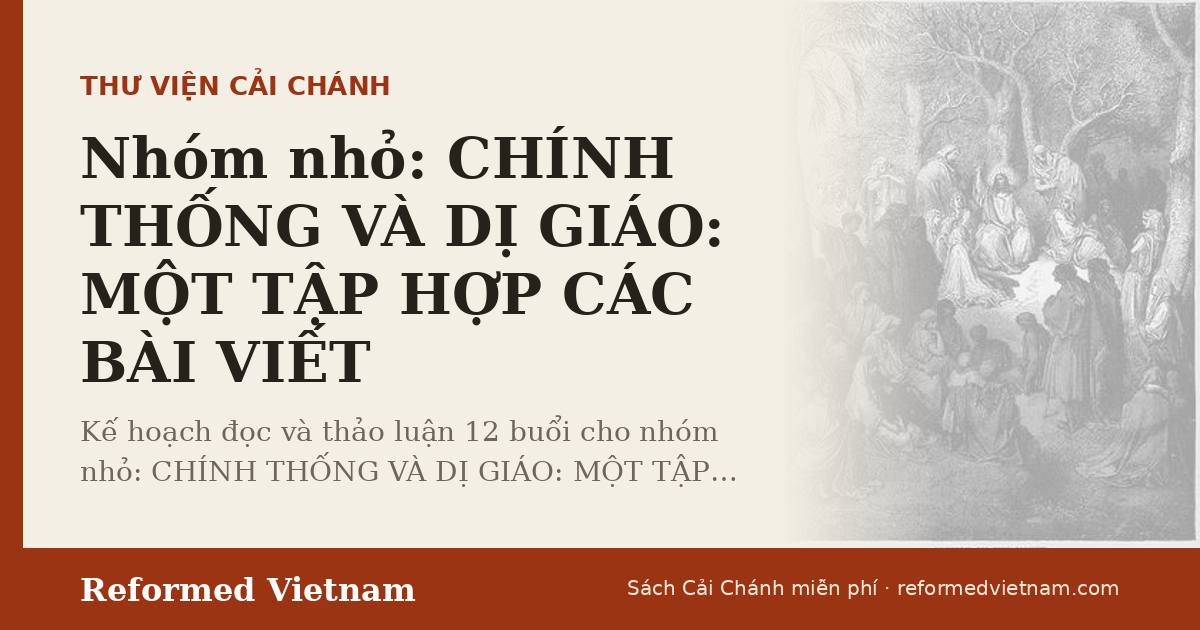 THƯ VIỆN CẢI CHÁNH
Nhóm nhỏ: CHÍNH
THỐNG VÀ DỊ GIÁO:
MỘT TẬP HỢP CÁC
BÀI VIẾT
Kế hoạch đọc và thảo luận 12 buổi cho nhóm
nhỏ: CHÍNH THỐNG VÀ DỊ GIÁO: MỘT TẬP...
Reformed Vietnam
Sách Cải Chánh miễn phí · reformedvietnam.com